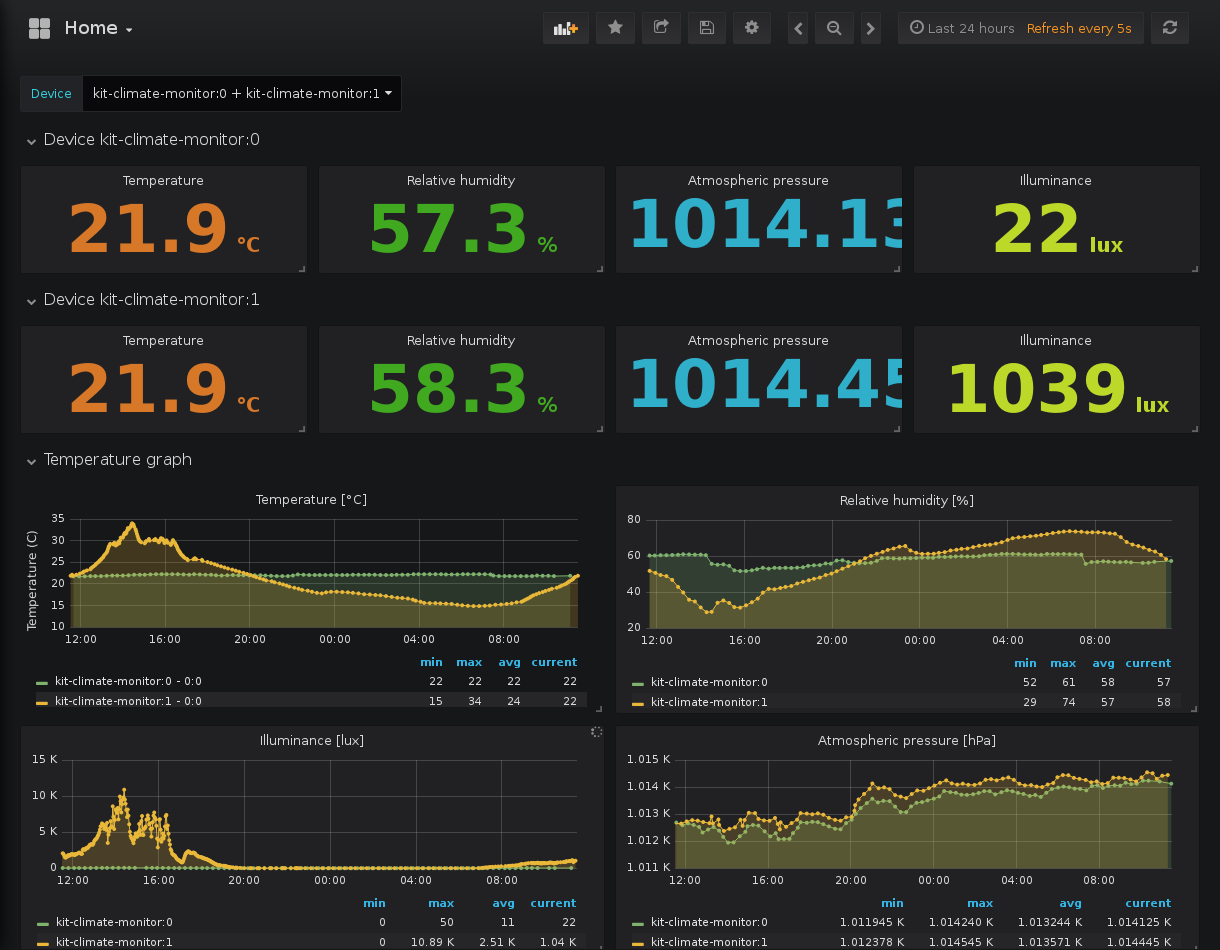 Home
Last 24 hours Refresh every 5s
Device kit-climate-monitor:0 + kit-climate-monitor:1
Device kit-climate-monitor:0
Temperature Relative humidity Atmospheric pressure Illuminance
21.9 °C 57.3 % 1014.13 22 lux
Device kit-climate-monitor:1
Temperature Relative humidity Atmospheric pressure Illuminance
21.9 °C 58.3 % 1014.45 1039 lux
Temperature graph
Temperature [°C]
Temperature (C)
35
30
25
20
15
10
12:00 16:00 20:00 00:00 04:00 08:00
min max avg current
kit-climate-monitor:0 - 0:0 22 22 22 22
kit-climate-monitor:1 - 0:0 15 34 24 22
Relative humidity [%]
80
60
40
20
12:00 16:00 20:00 00:00 04:00 08:00
min max avg current
kit-climate-monitor:0 52 61 58 57
kit-climate-monitor:1 29 74 57 58
Illuminance [lux]
15 K
10 K
5 K
0
12:00 16:00 20:00 00:00 04:00 08:00
min max avg current
kit-climate-monitor:0 0 50 11 22
kit-climate-monitor:1 0 10.89 K 2.51 K 1.04 K
Atmospheric pressure [hPa]
1.015 K
1.014 K
1.013 K
1.012 K
1.011 K
12:00 16:00 20:00 00:00 04:00 08:00
min max avg current
kit-climate-monitor:0 1.011945 K 1.014240 K 1.013244 K 1.014125 K
kit-climate-monitor:1 1.012378 K 1.014545 K 1.013571 K 1.014445 K